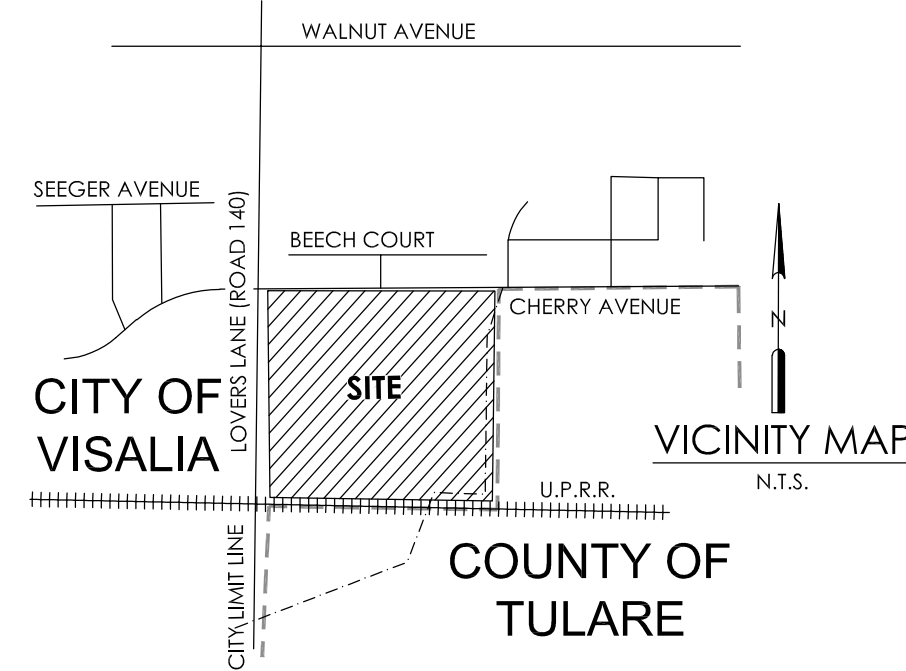 WALNUT AVENUE
SEEGER AVENUE
LOVERS LANE (ROAD 140)
BEECH COURT
CHERRY AVENUE
N
SITE
CITY OF
VISALIA
VICINITY MAP
N.T.S.
U.P.R.R.
CITY LIMIT LINE
COUNTY OF
TULARE